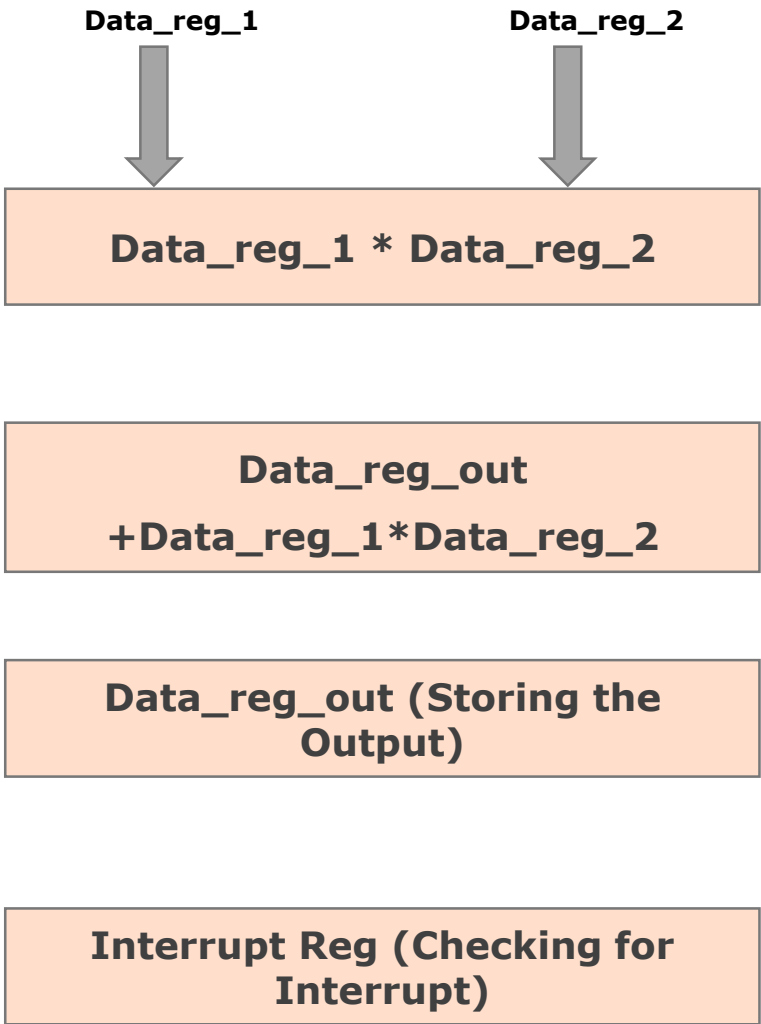 Data_reg_1 Data_reg_2
Data_reg_1 * Data_reg_2
Data_reg_out
+Data_reg_1*Data_reg_2
Data_reg_out (Storing the
Output)
Interrupt Reg (Checking for
Interrupt)